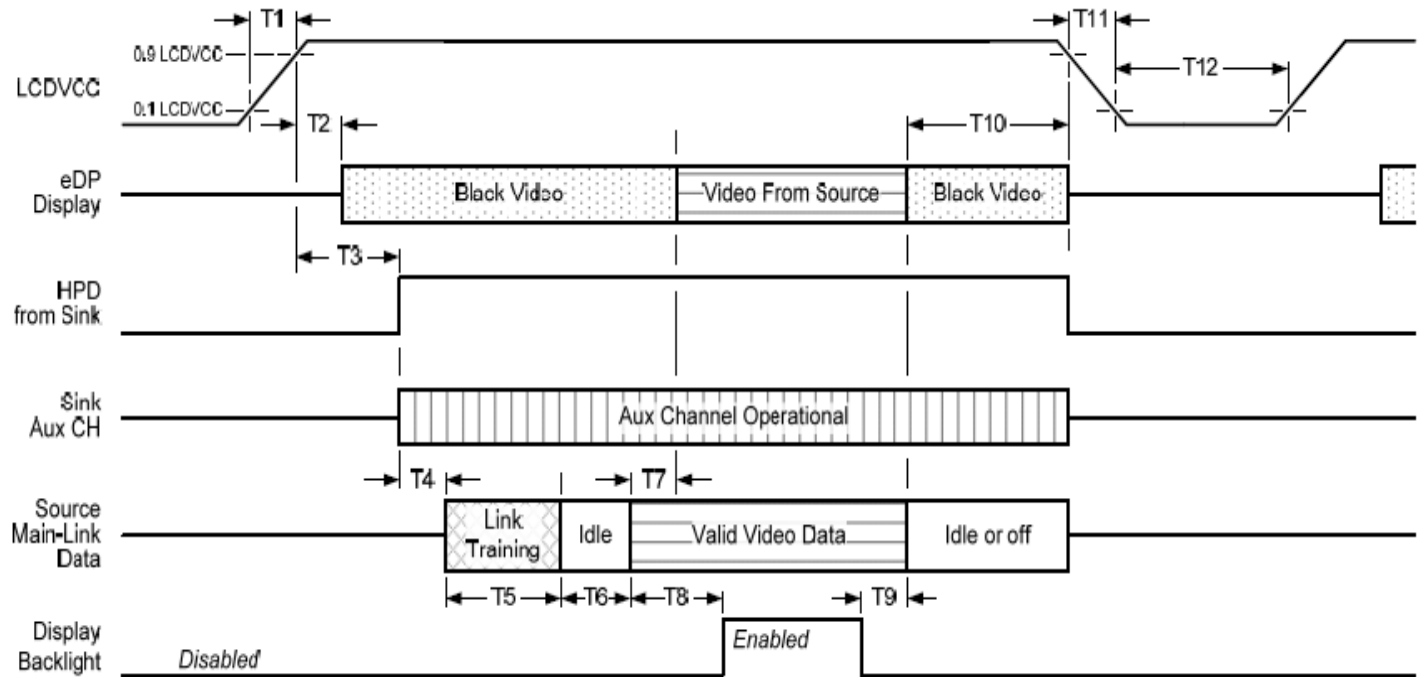 T1
T11
0.9 LCDVCC
T12
LCDVCC
0.1 LCDVCC
T2
T10
eDP
Display
Black Video
Video From Source
Black Video
T3
HPD
from Sink
Sink
Aux CH
Aux Channel Operational
T4
T7
Source
Main-Link
Data
Link
Training
Idle
Valid Video Data
Idle or off
T5
T6
T8
T9
Display
Backlight
Disabled
Enabled